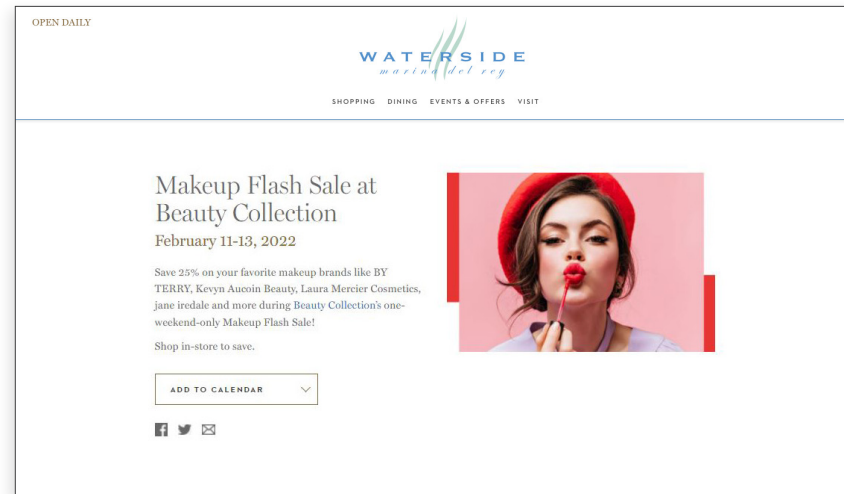 OPEN DAILY
WATERSIDE
marina del rey
SHOPPING DINING EVENTS & OFFERS VISIT
Makeup Flash Sale at
Beauty Collection
February 11-13, 2022
Save 25% on your favorite makeup brands like BY
TERRY, Kevyn Aucoin Beauty, Laura Mercier Cosmetics,
jane iredale and more during Beauty Collection's one-
weekend-only Makeup Flash Sale!
Shop in-store to save.
ADD TO CALENDAR